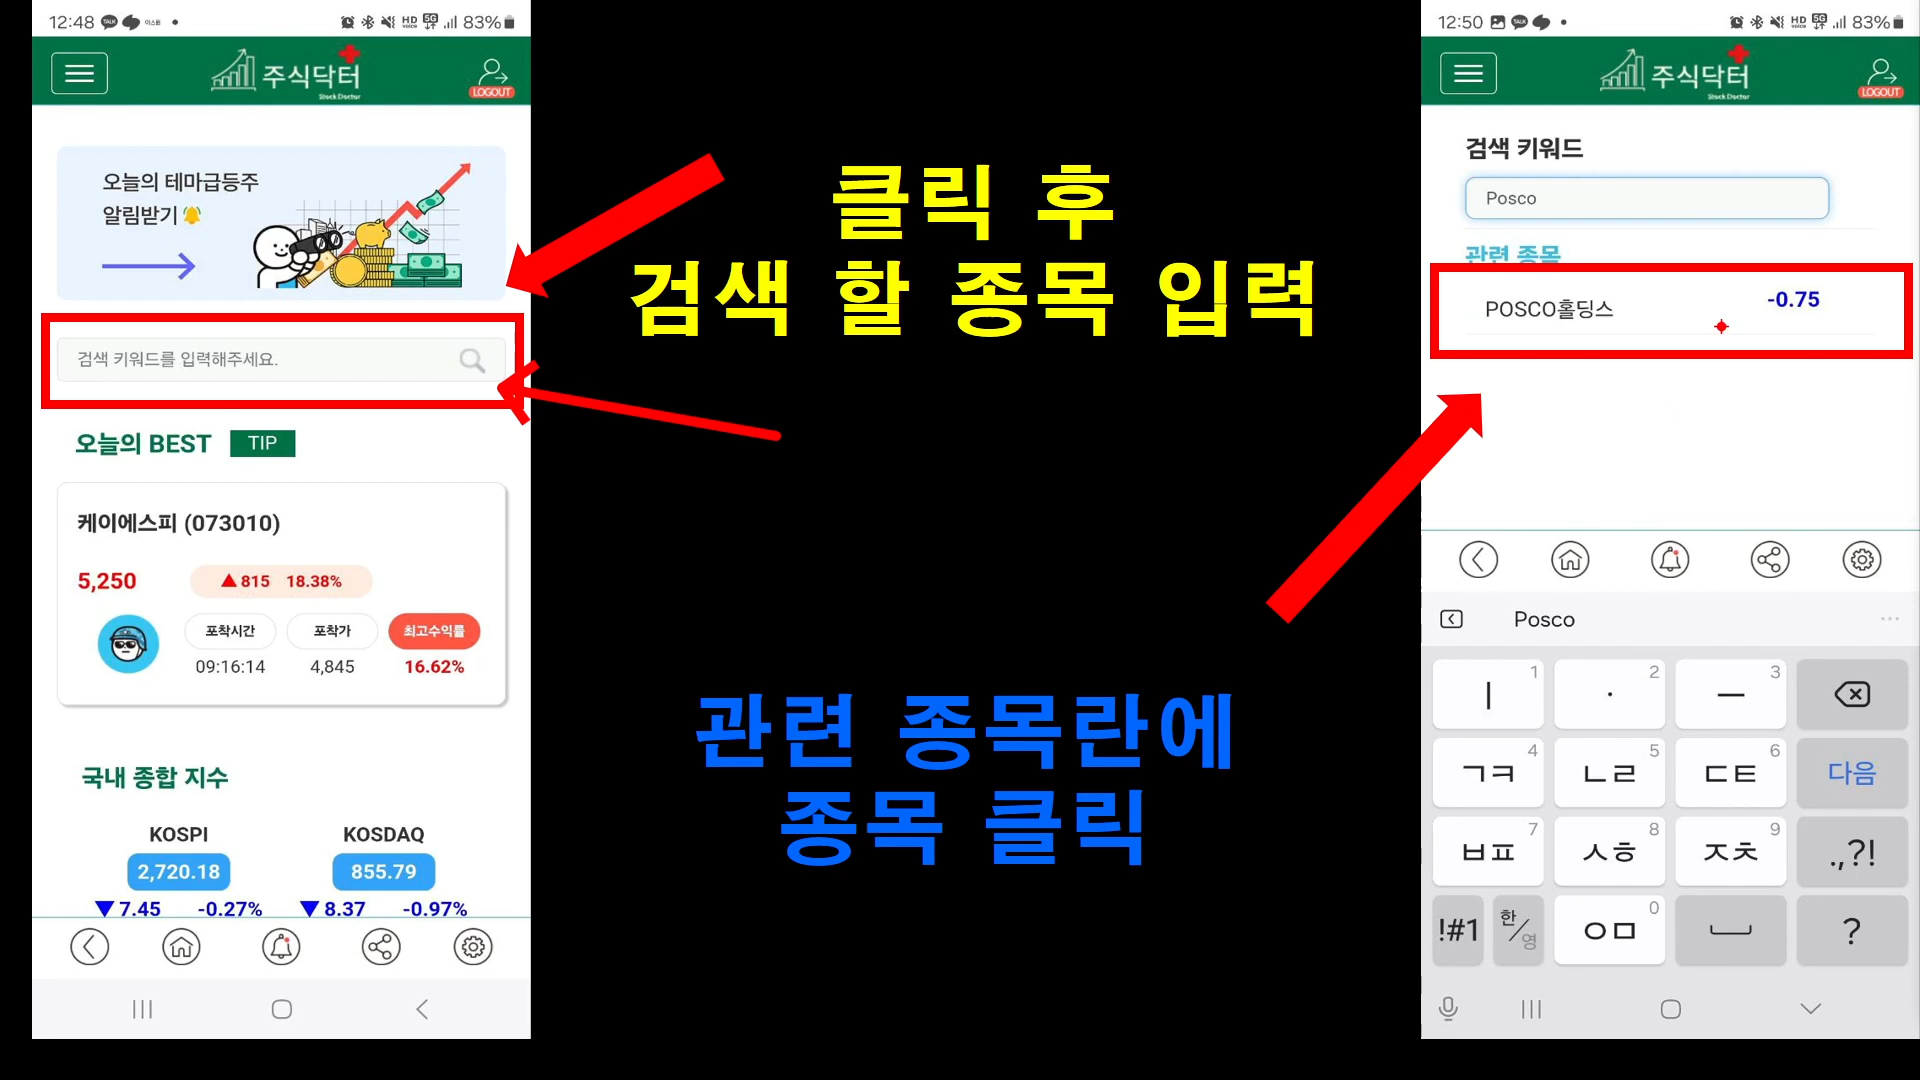 12:48
83%
주식닥터
Stock Doctor
LOGOUT
오늘의 테마급등주
알림받기
검색 키워드를 입력해주세요.
오늘의 BEST TIP
케이에스피 (073010)
5,250 ▲815 18.38%
포착시간 포착가 최고수익률
09:16:14 4,845 16.62%
국내 종합 지수
KOSPI KOSDAQ
2,720.18 855.79
▼7.45 -0.27% ▼8.37 -0.97%
클릭 후
검색 할 종목 입력
관련 종목란에
종목 클릭
12:50
83%
주식닥터
Stock Doctor
LOGOUT
검색 키워드
Posco
관련 종목
POSCO홀딩스 -0.75
Posco
ㅣ 1 · 2 ㅡ 3
ㄱㅋ 4 ㄴㄹ 5 ㄷㅌ 6 다음
ㅂㅍ 7 ㅅㅎ 8 ㅈㅊ 9 .,?!
!#1 한/영 ㅇㅁ 0 ?